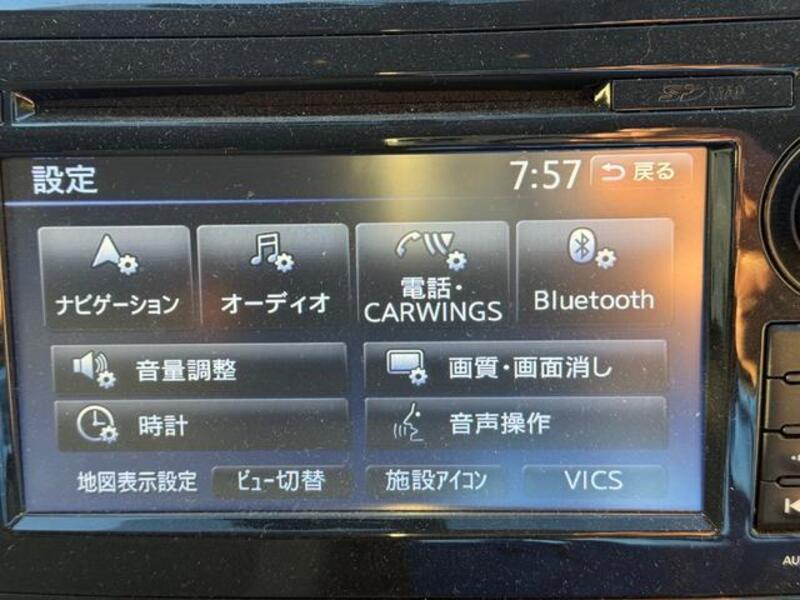 設定
7:57
戻る
ナビゲーション
オーディオ
電話・
CARWINGS
Bluetooth
音量調整
画質・画面消し
時計
音声操作
地図表示設定
ビュー切替
施設アイコン
VICS